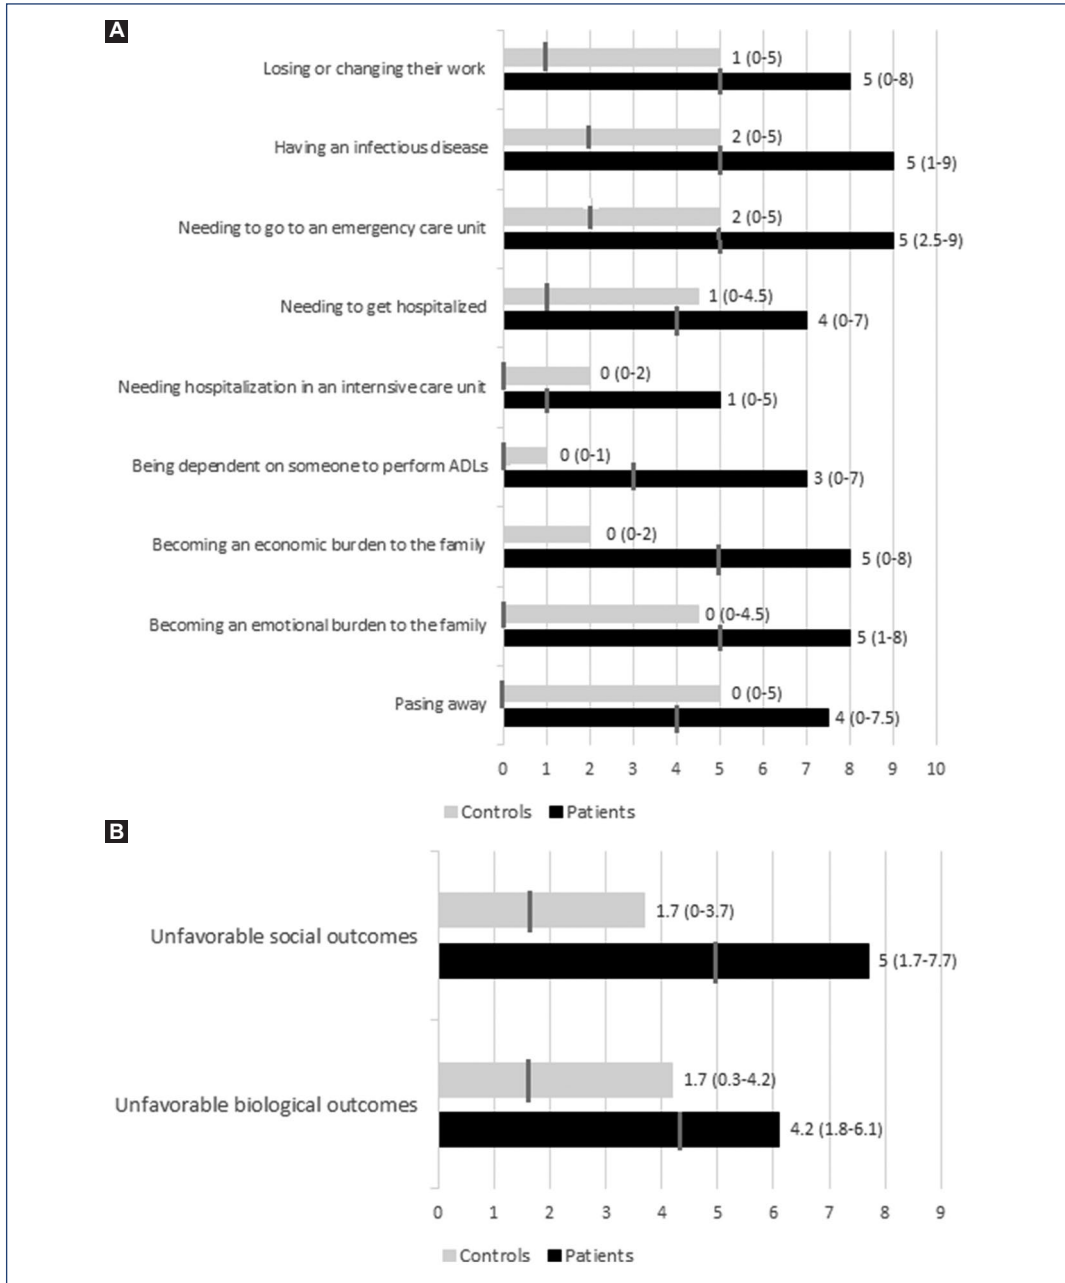 A
Losing or changing their work
1 (0-5)
5 (0-8)
Having an infectious disease
2 (0-5)
5 (1-9)
Needing to go to an emergency care unit
2 (0-5)
5 (2.5-9)
Needing to get hospitalized
1 (0-4.5)
4 (0-7)
Needing hospitalization in an internsive care unit
0 (0-2)
1 (0-5)
Being dependent on someone to perform ADLs
0 (0-1)
3 (0-7)
Becoming an economic burden to the family
0 (0-2)
5 (0-8)
Becoming an emotional burden to the family
0 (0-4.5)
5 (1-8)
Pasing away
0 (0-5)
4 (0-7.5)
0 1 2 3 4 5 6 7 8 9 10
Controls Patients
B
Unfavorable social outcomes
1.7 (0-3.7)
5 (1.7-7.7)
Unfavorable biological outcomes
1.7 (0.3-4.2)
4.2 (1.8-6.1)
0 1 2 3 4 5 6 7 8 9
Controls Patients